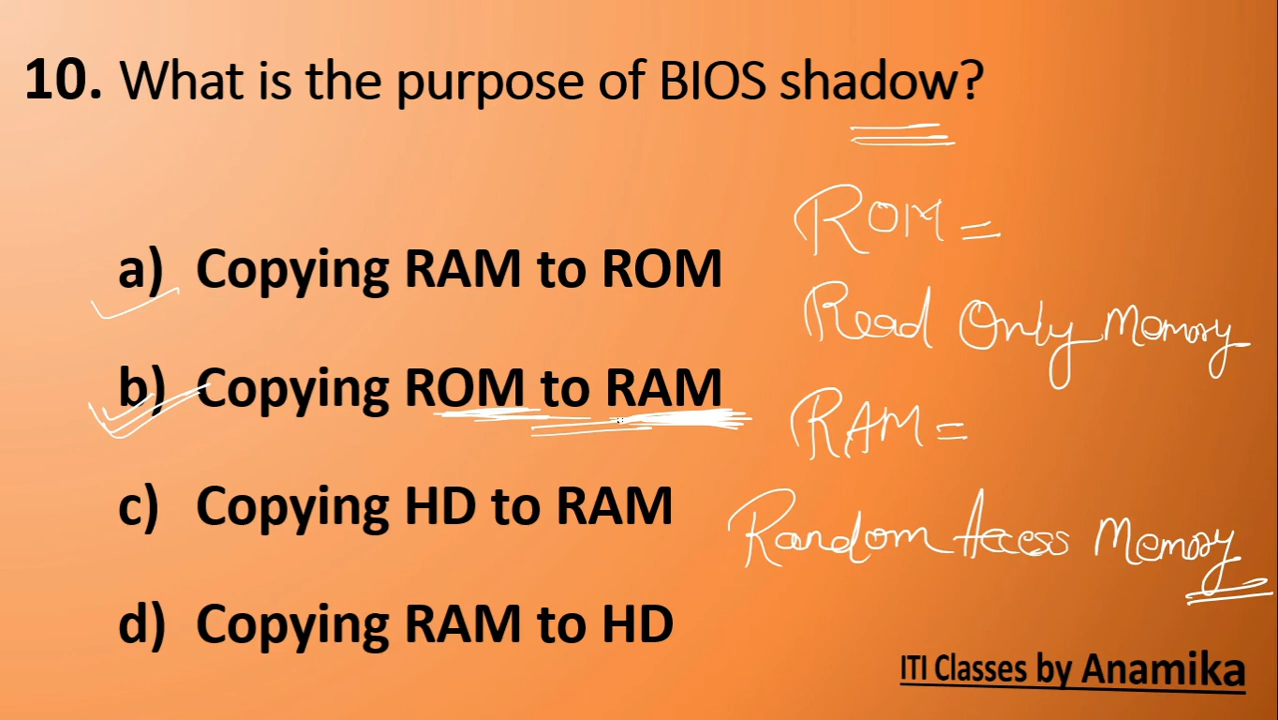 10. What is the purpose of BIOS shadow?
a) Copying RAM to ROM
b) Copying ROM to RAM
c) Copying HD to RAM
d) Copying RAM to HD
ROM =
Read Only Memory
RAM =
Random Access Memory
ITI Classes by Anamika